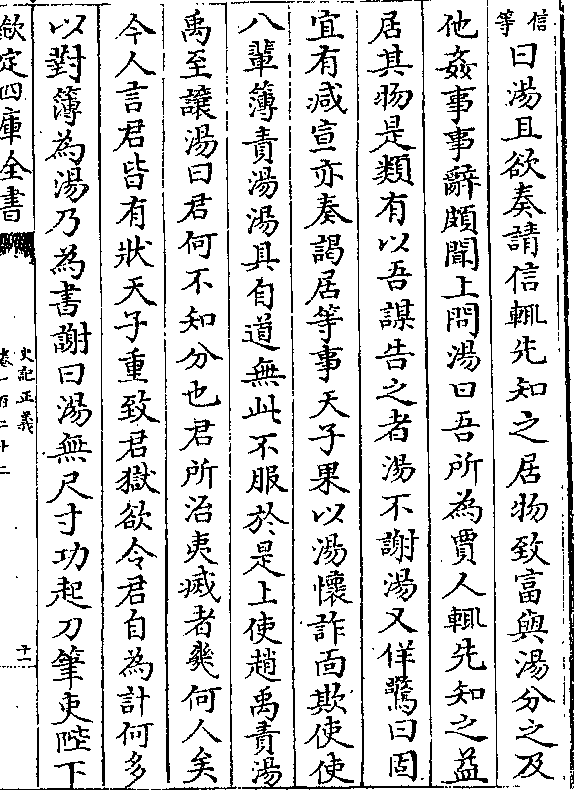 信
等
曰湯且欲奏請信輒先知之居物致富與湯分之及
他姦事事辭頗聞上問湯曰吾所為賈人輒先知之益
居其物是類有以吾謀告之者湯不謝湯又佯驚曰固
宜有減宣亦奏謁居等事天子果以湯懷詐面欺使使
八輩簿責湯湯具自道無此不服於是上使趙禹責湯
禹至讓湯曰君何不知分也君所治夷滅者幾何人矣
今人言君皆有狀天子重致君獄欲令君自為計何多
以對簿為湯乃為書謝曰湯無尺寸功起刀筆吏陛下
欽定四庫全書
史記正義
卷一百二十二
十一